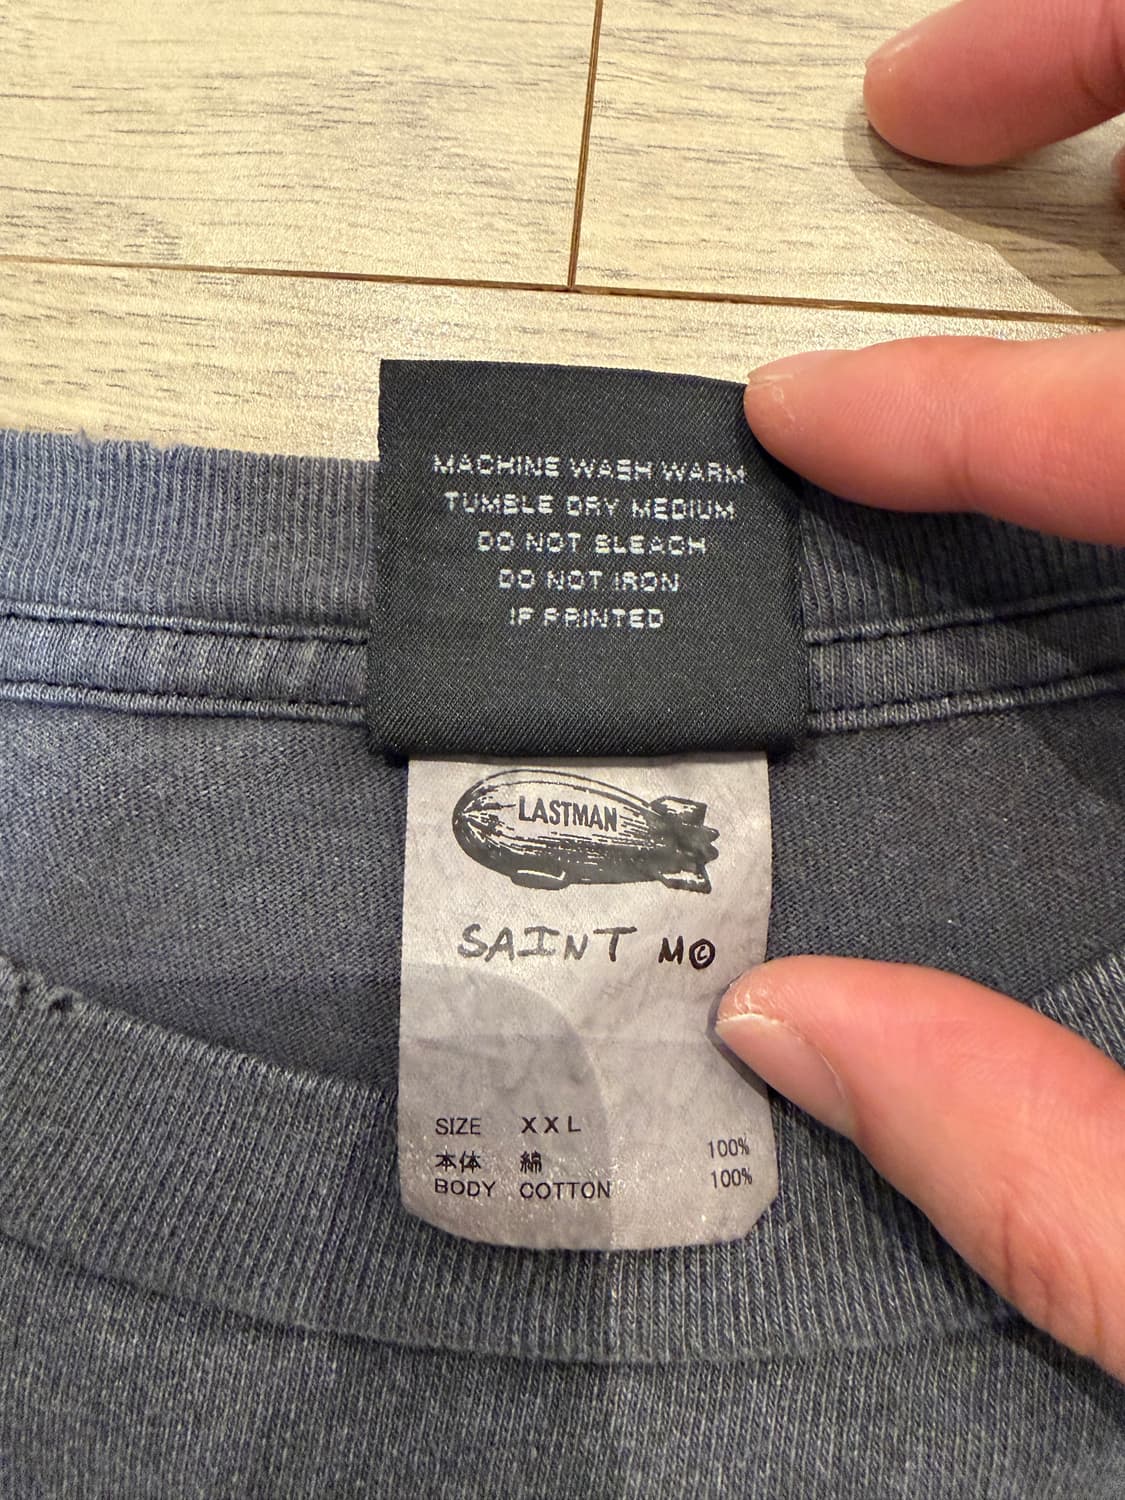 MACHINE WASH WARM
TUMBLE DRY MEDIUM
DO NOT BLEACH
DO NOT IRON
IF PRINTED
LASTMAN
SAINT M©
SIZE XXL
本体 綿 100%
BODY COTTON 100%